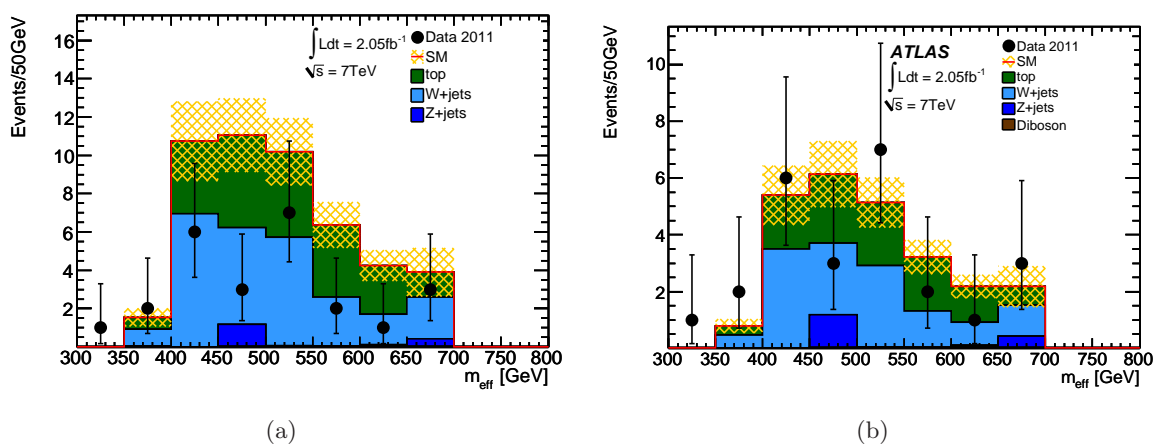 Events/50GeV
16
14
12
10
8
6
4
2
300 350 400 450 500 550 600 650 700 750 800
m_eff [GeV]
∫ Ldt = 2.05fb⁻¹
√s = 7TeV
Data 2011
SM
top
W+jets
Z+jets
(a)
Events/50GeV
10
8
6
4
2
300 350 400 450 500 550 600 650 700 750 800
m_eff [GeV]
ATLAS
∫ Ldt = 2.05fb⁻¹
√s = 7TeV
Data 2011
SM
top
W+jets
Z+jets
Diboson
(b)